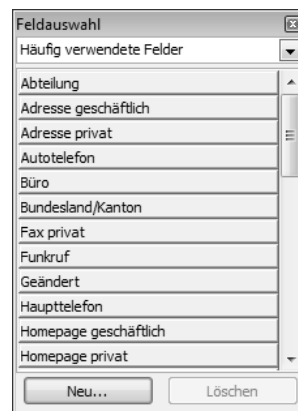 Feldauswahl
Häufig verwendete Felder
Abteilung
Adresse geschäftlich
Adresse privat
Autotelefon
Büro
Bundesland/Kanton
Fax privat
Funkruf
Geändert
Haupttelefon
Homepage geschäftlich
Homepage privat
Neu...
Löschen